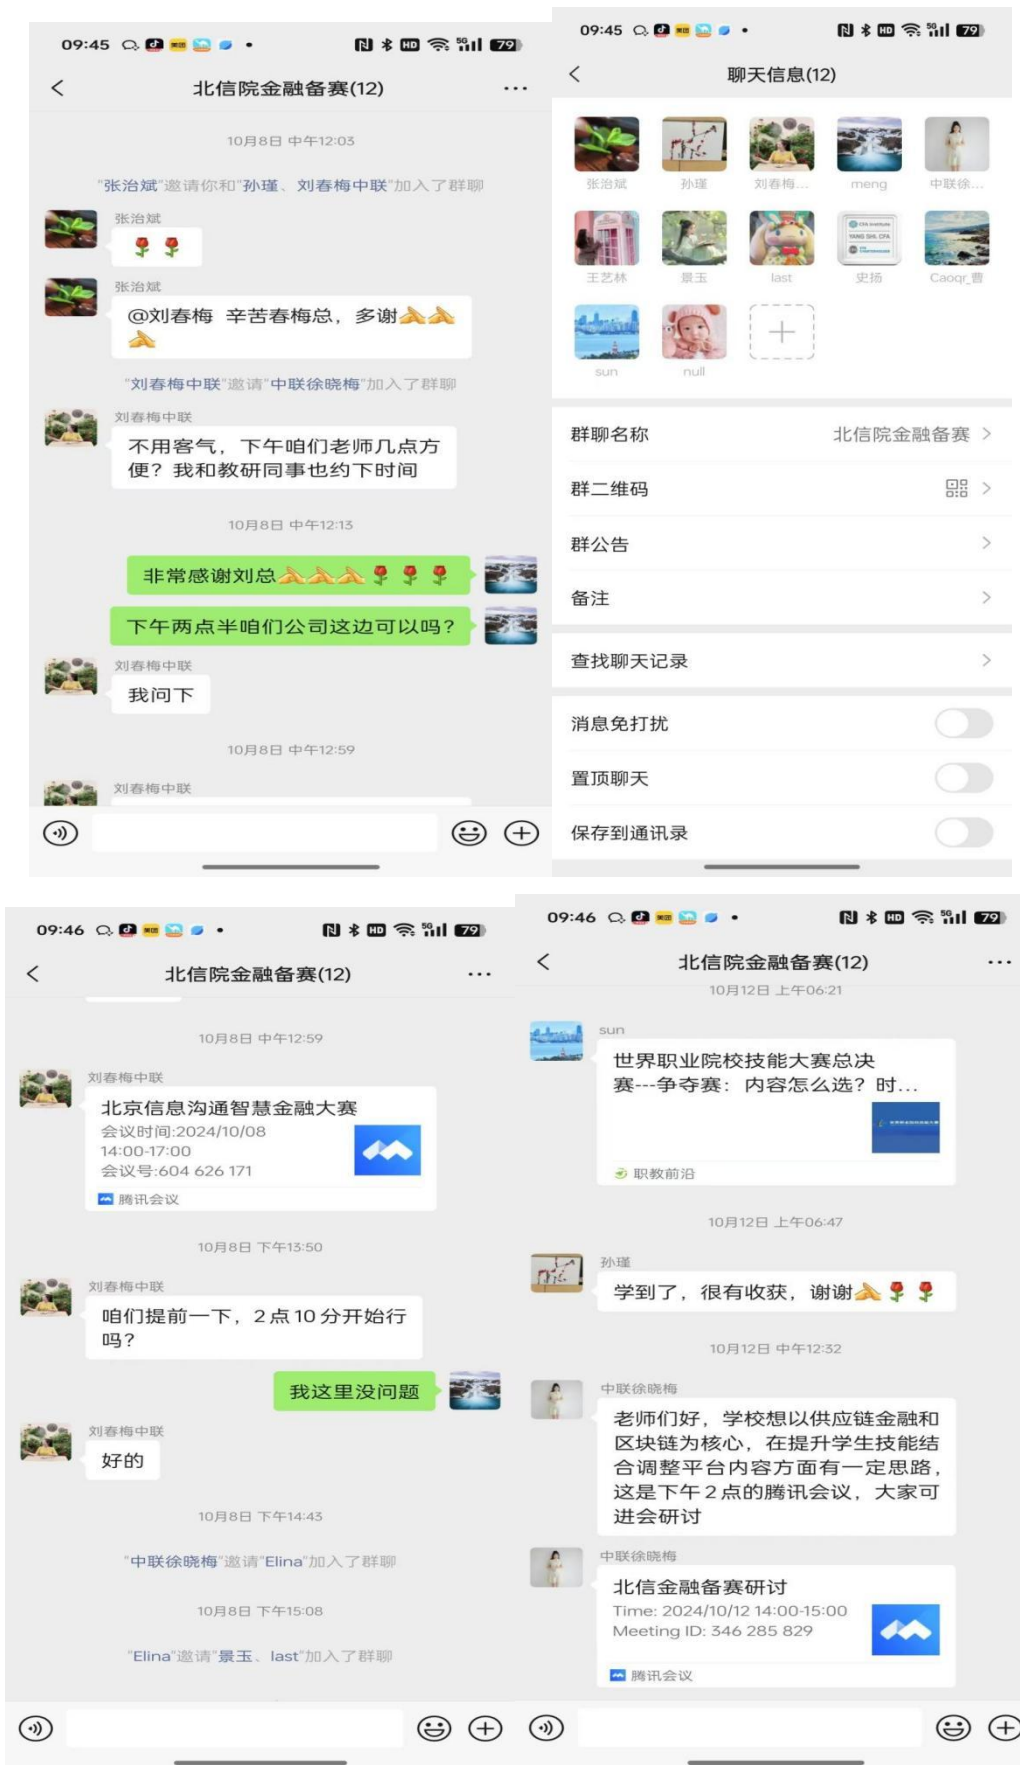 09:45
79
北信院金融备赛(12)
10月8日 中午12:03
"张治斌"邀请你和"孙瑾、刘春梅中联"加入了群聊
张治斌
张治斌
@刘春梅 辛苦春梅总，多谢
"刘春梅中联"邀请"中联徐晓梅"加入了群聊
刘春梅中联
不用客气，下午咱们老师几点方
便？我和教研同事也约下时间
10月8日 中午12:13
非常感谢刘总
下午两点半咱们公司这边可以吗？
刘春梅中联
我问下
10月8日 中午12:59
刘春梅中联
09:45
79
聊天信息(12)
张治斌 孙瑾 刘春梅... meng 中联徐...
CFA Institute
YANG SHI, CFA
王艺林 景玉 last 史扬 Caoqr_曹
sun null
群聊名称 北信院金融备赛
群二维码
群公告
备注
查找聊天记录
消息免打扰
置顶聊天
保存到通讯录
09:46
79
北信院金融备赛(12)
10月8日 中午12:59
刘春梅中联
北京信息沟通智慧金融大赛
会议时间:2024/10/08
14:00-17:00
会议号:604 626 171
腾讯会议
10月8日 下午13:50
刘春梅中联
咱们提前一下，2点10分开始行
吗？
我这里没问题
刘春梅中联
好的
10月8日 下午14:43
"中联徐晓梅"邀请"Elina"加入了群聊
10月8日 下午15:08
"Elina"邀请"景玉、last"加入了群聊
09:46
79
北信院金融备赛(12)
10月12日 上午06:21
sun
世界职业院校技能大赛总决
赛---争夺赛：内容怎么选？时...
职教前沿
10月12日 上午06:47
孙瑾
学到了，很有收获，谢谢
10月12日 中午12:32
中联徐晓梅
老师们好，学校想以供应链金融和
区块链为核心，在提升学生技能结
合调整平台内容方面有一定思路，
这是下午2点的腾讯会议，大家可
进会研讨
中联徐晓梅
北信金融备赛研讨
Time: 2024/10/12 14:00-15:00
Meeting ID: 346 285 829
腾讯会议